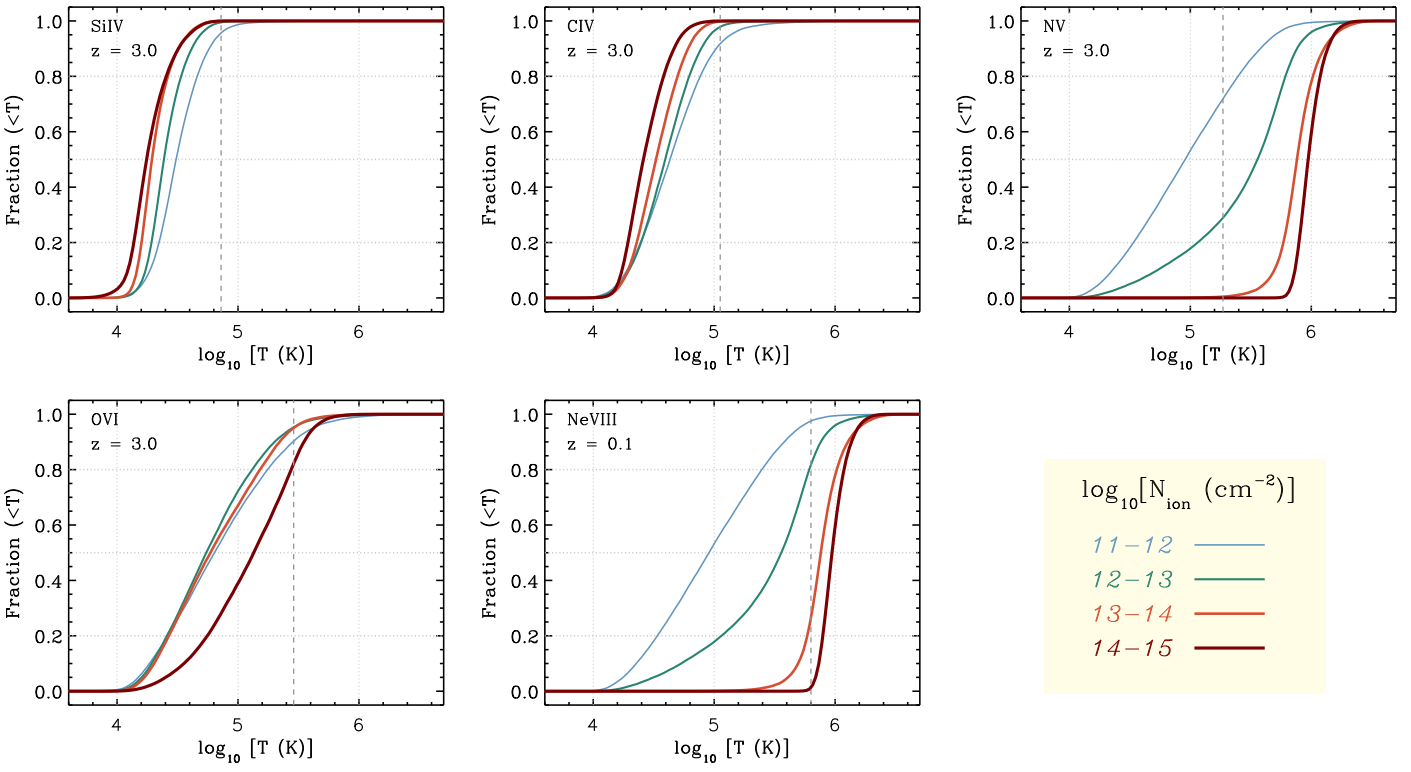 SiIV
z = 3.0
Fraction (<T)
1.0
0.8
0.6
0.4
0.2
0.0
4 5 6
log10 [T (K)]
CIV
z = 3.0
Fraction (<T)
1.0
0.8
0.6
0.4
0.2
0.0
4 5 6
log10 [T (K)]
NV
z = 3.0
Fraction (<T)
1.0
0.8
0.6
0.4
0.2
0.0
4 5 6
log10 [T (K)]
OVI
z = 3.0
Fraction (<T)
1.0
0.8
0.6
0.4
0.2
0.0
4 5 6
log10 [T (K)]
NeVIII
z = 0.1
Fraction (<T)
1.0
0.8
0.6
0.4
0.2
0.0
4 5 6
log10 [T (K)]
log10[Nion (cm−2)]
11−12
12−13
13−14
14−15